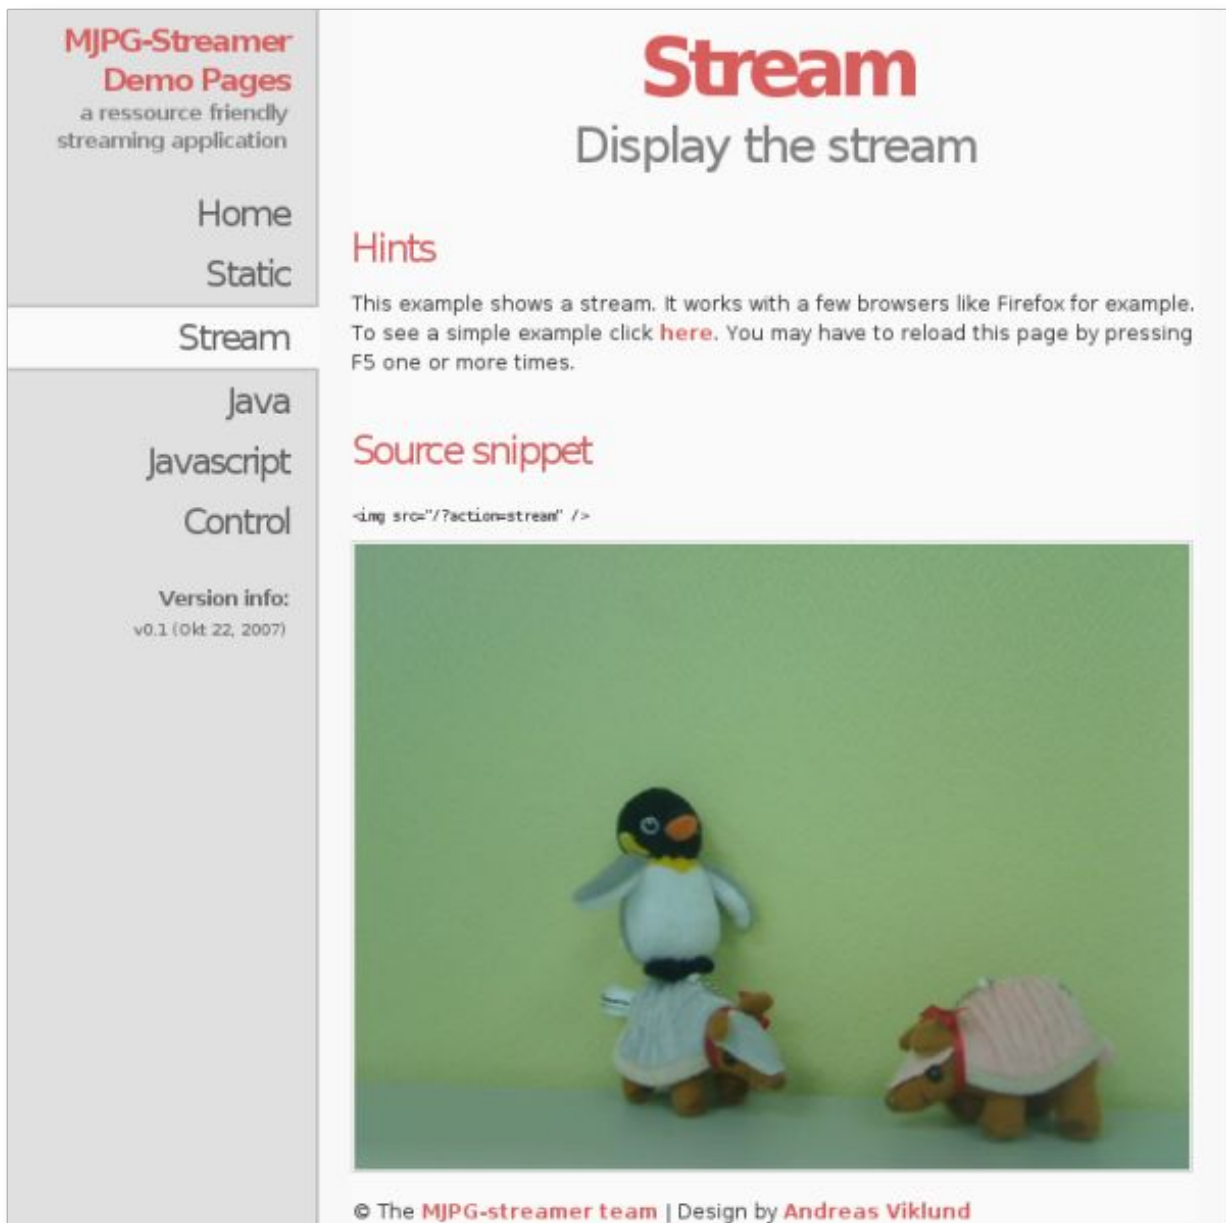 MJPG-Streamer
Demo Pages
a ressource friendly
streaming application
Home
Static
Stream
Java
Javascript
Control
Version info:
v0.1 (Okt 22, 2007)
Stream
Display the stream
Hints
This example shows a stream. It works with a few browsers like Firefox for example.
To see a simple example click here. You may have to reload this page by pressing
F5 one or more times.
Source snippet
<img src="/?action=stream" />
© The MJPG-streamer team | Design by Andreas Viklund